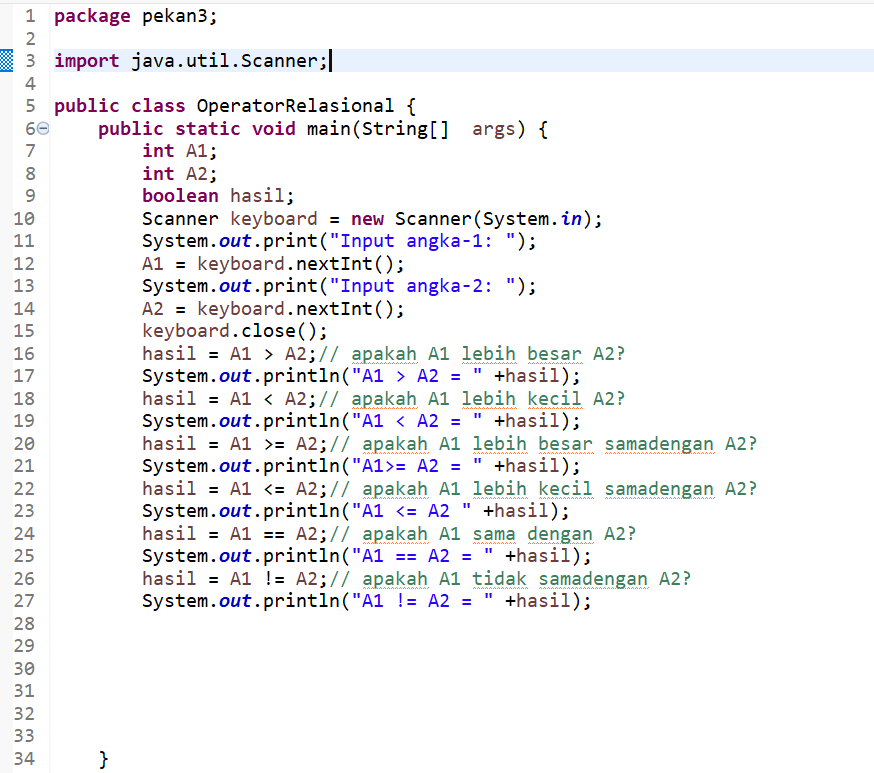 1 package pekan3;
2
3 import java.util.Scanner;
4
5 public class OperatorRelasional {
6 public static void main(String[]  args) {
7 int A1;
8 int A2;
9 boolean hasil;
10 Scanner keyboard = new Scanner(System.in);
11 System.out.print("Input angka-1: ");
12 A1 = keyboard.nextInt();
13 System.out.print("Input angka-2: ");
14 A2 = keyboard.nextInt();
15 keyboard.close();
16 hasil = A1 > A2;// apakah A1 lebih besar A2?
17 System.out.println("A1 > A2 = " +hasil);
18 hasil = A1 < A2;// apakah A1 lebih kecil A2?
19 System.out.println("A1 < A2 = " +hasil);
20 hasil = A1 >= A2;// apakah A1 lebih besar samadengan A2?
21 System.out.println("A1>= A2 = " +hasil);
22 hasil = A1 <= A2;// apakah A1 lebih kecil samadengan A2?
23 System.out.println("A1 <= A2 " +hasil);
24 hasil = A1 == A2;// apakah A1 sama dengan A2?
25 System.out.println("A1 == A2 = " +hasil);
26 hasil = A1 != A2;// apakah A1 tidak samadengan A2?
27 System.out.println("A1 != A2 = " +hasil);
28
29
30
31
32
33
34 }